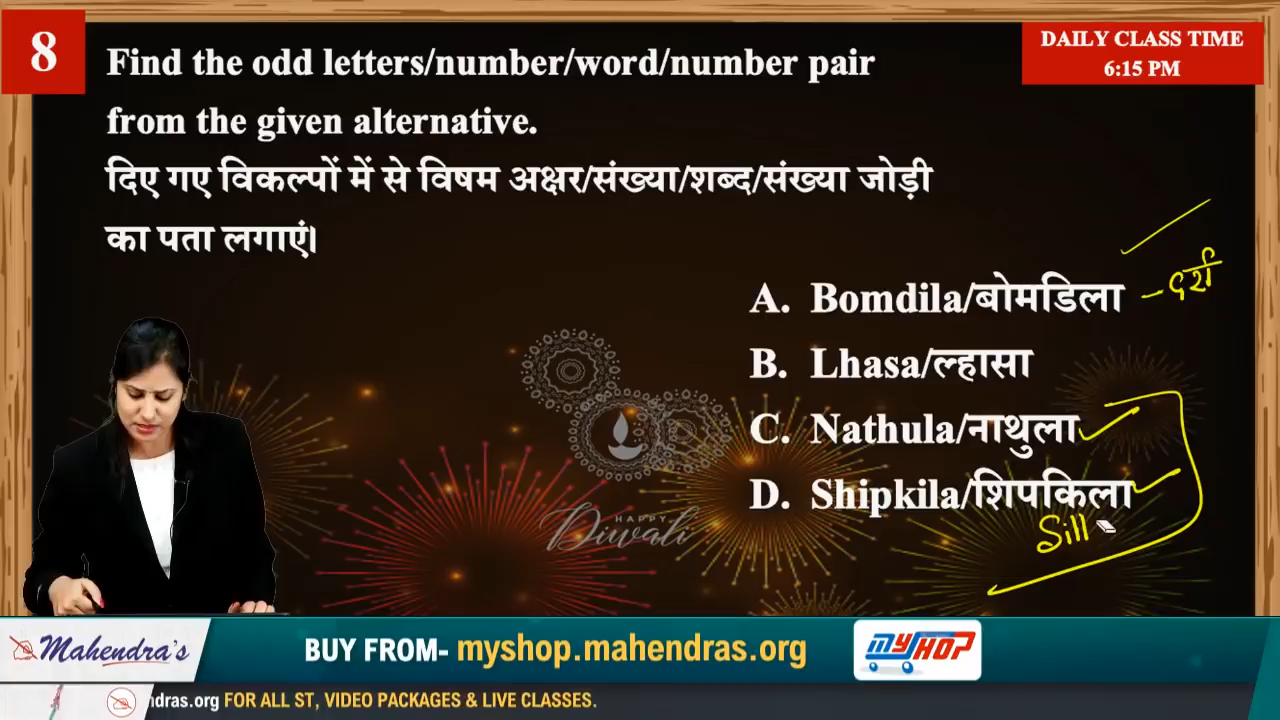 8
Find the odd letters/number/word/number pair
from the given alternative.
दिए गए विकल्पों में से विषम अक्षर/संख्या/शब्द/संख्या जोड़ी
का पता लगाएं।
DAILY CLASS TIME
6:15 PM
A. Bomdila/बोमडिला
B. Lhasa/ल्हासा
C. Nathula/नाथुला
D. Shipkila/शिपकिला
Sill
HAPPY
Diwali
Mahendra's
BUY FROM- myshop.mahendras.org
MYSHOP
ndras.org FOR ALL ST, VIDEO PACKAGES & LIVE CLASSES.